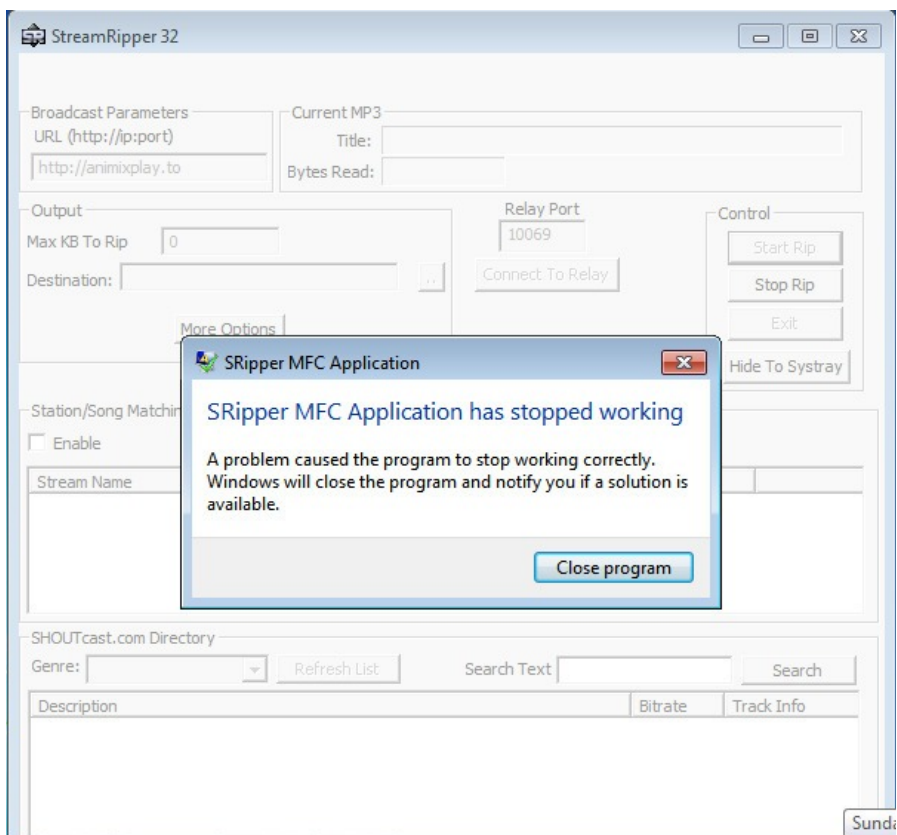 StreamRipper 32
Broadcast Parameters
URL (http://ip:port)
http://animixplay.to
Current MP3
Title:
Bytes Read:
Output
Max KB To Rip 0
Destination: ..
More Options
Relay Port
10069
Connect To Relay
Control
Start Rip
Stop Rip
Exit
Hide To Systray
SRipper MFC Application
SRipper MFC Application has stopped working
A problem caused the program to stop working correctly.
Windows will close the program and notify you if a solution is
available.
Close program
Station/Song Matchin
Enable
Stream Name
SHOUTcast.com Directory
Genre: Refresh List Search Text Search
Description Bitrate Track Info
Sunda